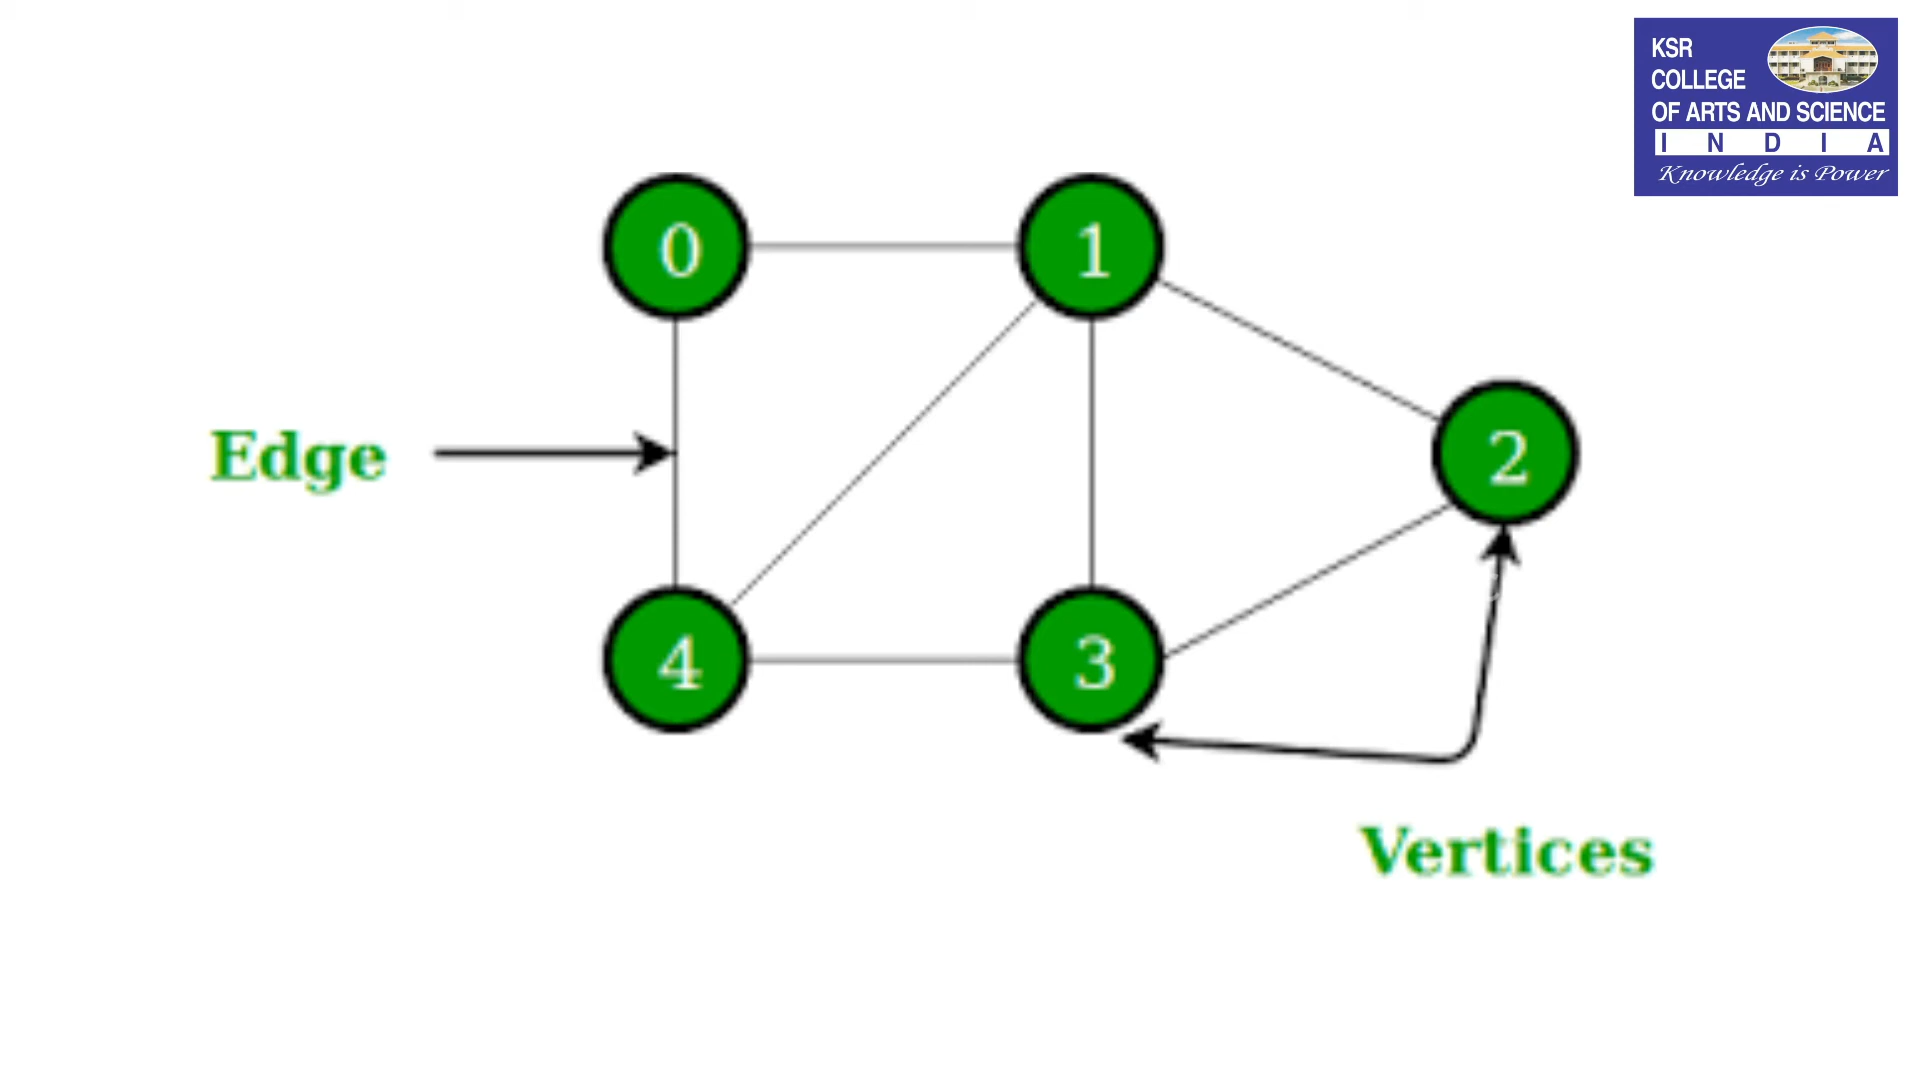 KSR
COLLEGE
OF ARTS AND SCIENCE
I N D I A
Knowledge is Power
0 1
2
Edge
4 3
Vertices